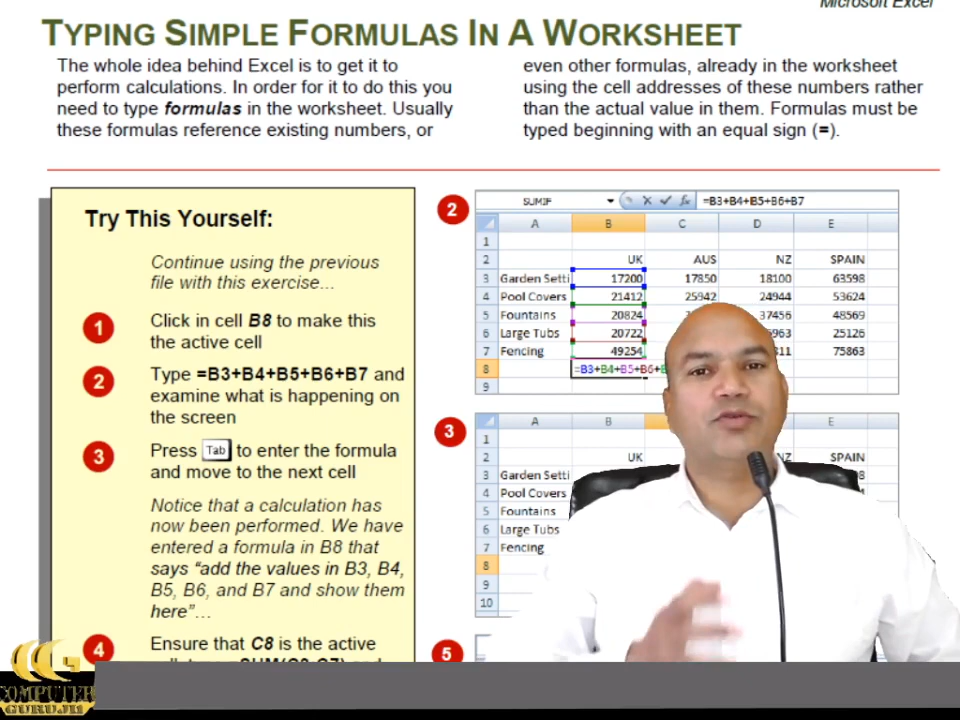 Microsoft Excel
TYPING SIMPLE FORMULAS IN A WORKSHEET
The whole idea behind Excel is to get it to
perform calculations. In order for it to do this you
need to type formulas in the worksheet. Usually
these formulas reference existing numbers, or
even other formulas, already in the worksheet
using the cell addresses of these numbers rather
than the actual value in them. Formulas must be
typed beginning with an equal sign (=).
Try This Yourself:
Continue using the previous
file with this exercise...
1 Click in cell B8 to make this
the active cell
2 Type =B3+B4+B5+B6+B7 and
examine what is happening on
the screen
3 Press Tab to enter the formula
and move to the next cell
Notice that a calculation has
now been performed. We have
entered a formula in B8 that
says “add the values in B3, B4,
B5, B6, and B7 and show them
here”...
4 Ensure that C8 is the active
2
SUMIF =B3+B4+B5+B6+B7
A B C D E
1
2 UK AUS NZ SPAIN
3 Garden Setti 17200 17850 18100 63598
4 Pool Covers 21412 25942 24944 53624
5 Fountains 20824 37456 48569
6 Large Tubs 20722 25126
7 Fencing 49254 75863
8 =B3+B4+B5+B6+B
9
3
A B E
1
2 UK NZ SPAIN
3 Garden Setti
4 Pool Covers
5 Fountains
6 Large Tubs
7 Fencing
8
9
10
5
COMPUTER